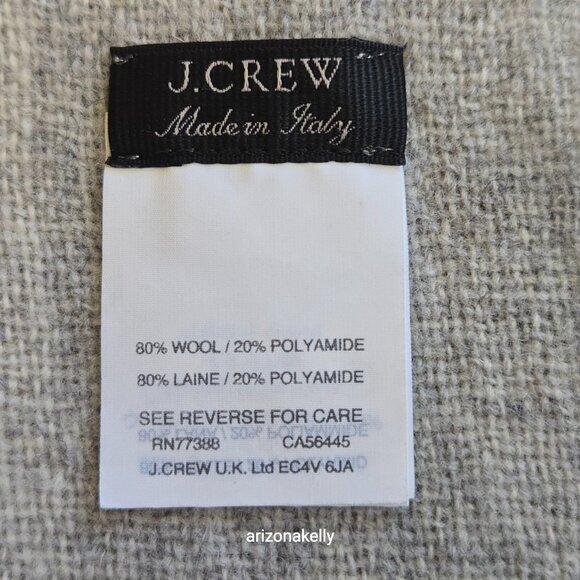 J.CREW
Made in Italy
80% WOOL / 20% POLYAMIDE
80% LAINE / 20% POLYAMIDE
SEE REVERSE FOR CARE
RN77388 CA56445
J.CREW U.K. Ltd EC4V 6JA
arizonakelly